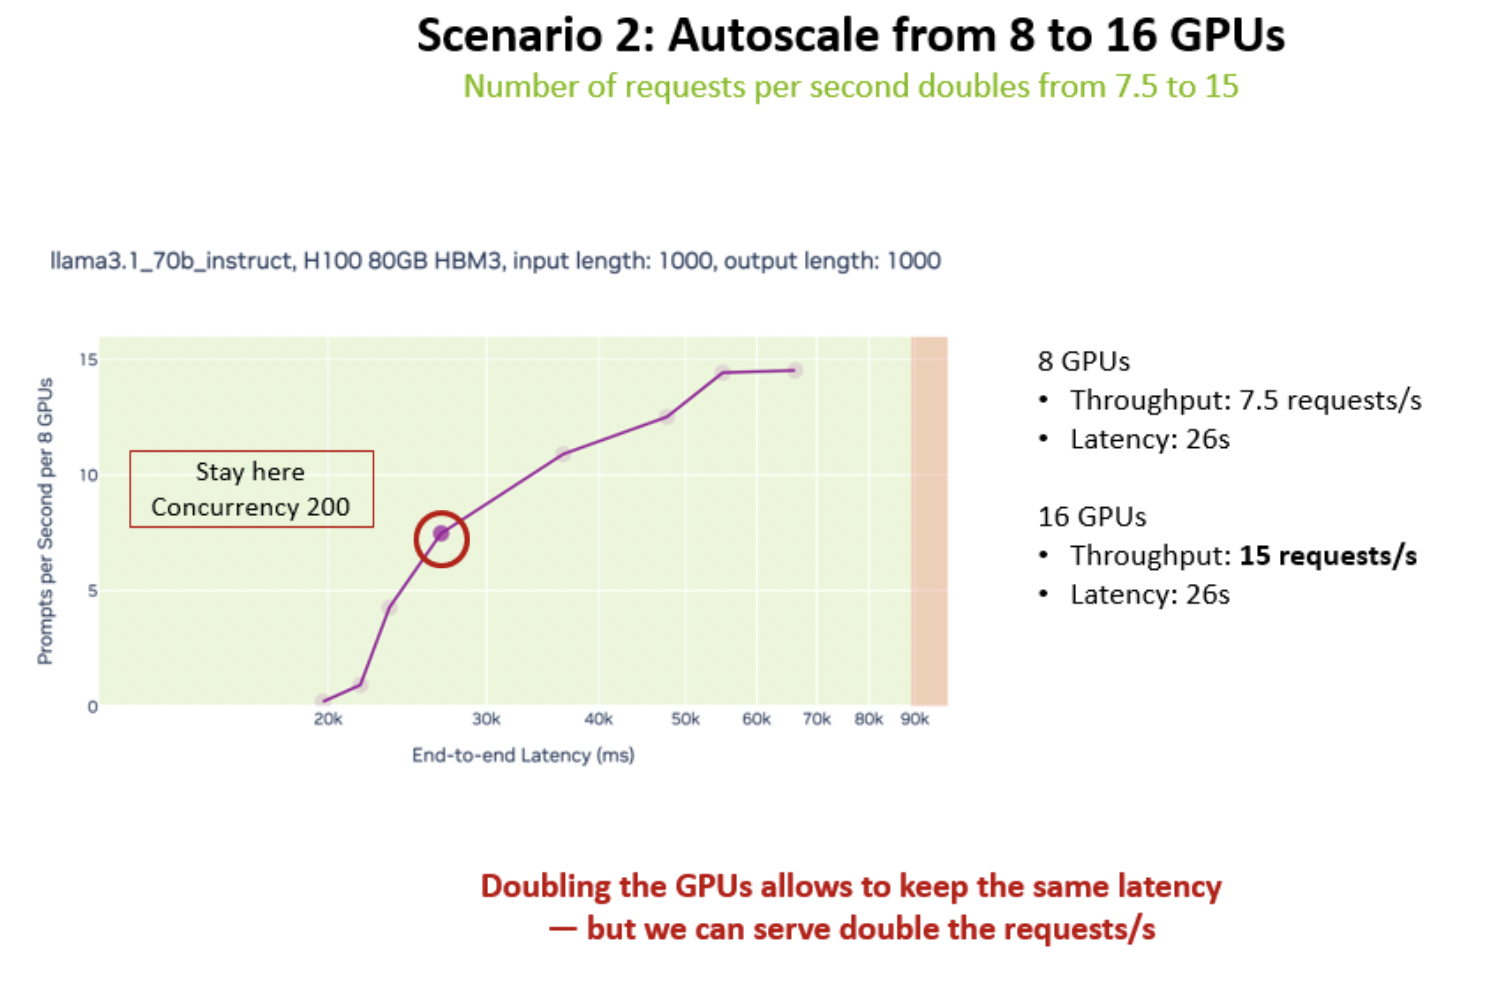 Scenario 2: Autoscale from 8 to 16 GPUs
Number of requests per second doubles from 7.5 to 15
llama3.1_70b_instruct, H100 80GB HBM3, input length: 1000, output length: 1000
Prompts per Second per 8 GPUs
15
10
5
0
Stay here
Concurrency 200
20k
30k
40k
50k
60k
70k
80k
90k
End-to-end Latency (ms)
8 GPUs
• Throughput: 7.5 requests/s
• Latency: 26s
16 GPUs
• Throughput: 15 requests/s
• Latency: 26s
Doubling the GPUs allows to keep the same latency
— but we can serve double the requests/s